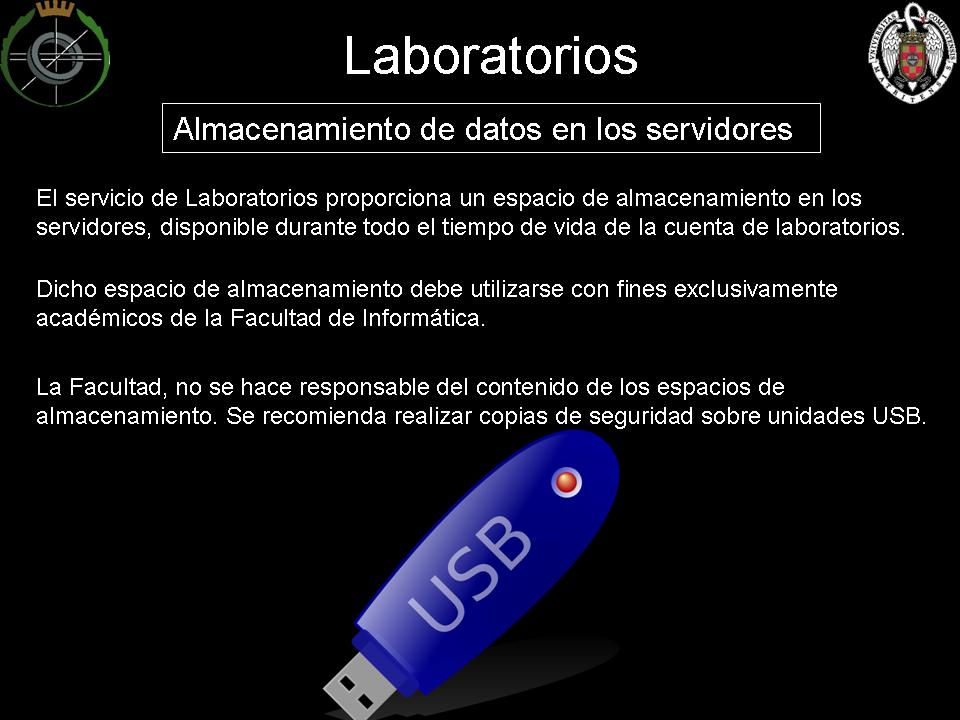 Laboratorios
Almacenamiento de datos en los servidores
El servicio de Laboratorios proporciona un espacio de almacenamiento en los
servidores, disponible durante todo el tiempo de vida de la cuenta de laboratorios.
Dicho espacio de almacenamiento debe utilizarse con fines exclusivamente
académicos de la Facultad de Informática.
La Facultad, no se hace responsable del contenido de los espacios de
almacenamiento. Se recomienda realizar copias de seguridad sobre unidades USB.
USB